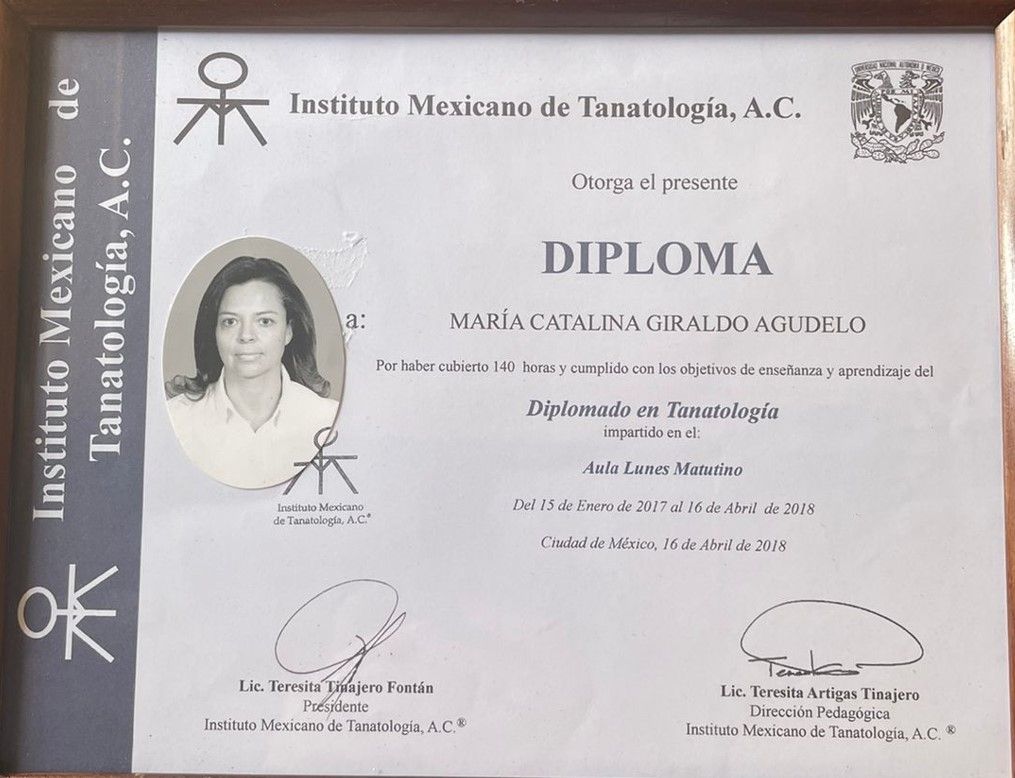 Instituto Mexicano de
Tanatología, A.C.
Instituto Mexicano de Tanatología, A.C.
Otorga el presente
DIPLOMA
a:
MARÍA CATALINA GIRALDO AGUDELO
Por haber cubierto 140 horas y cumplido con los objetivos de enseñanza y aprendizaje del
Diplomado en Tanatología
impartido en el:
Aula Lunes Matutino
Del 15 de Enero de 2017 al 16 de Abril de 2018
Ciudad de México, 16 de Abril de 2018
Instituto Mexicano
de Tanatología, A.C.®
Lic. Teresita Tinajero Fontán
Presidente
Instituto Mexicano de Tanatología, A.C.®
Lic. Teresita Artigas Tinajero
Dirección Pedagógica
Instituto Mexicano de Tanatología, A.C. ®